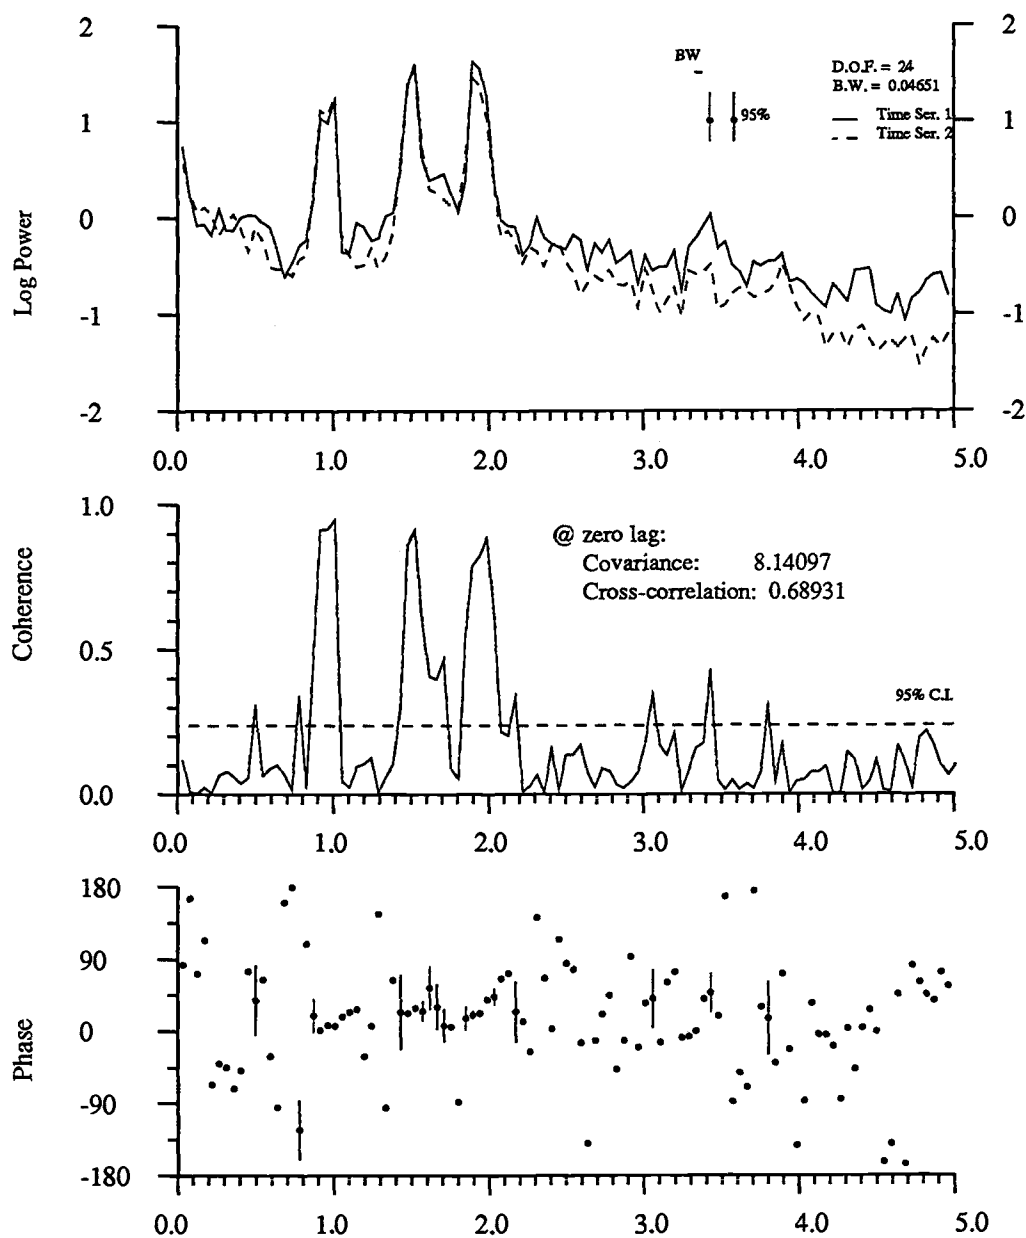 2
1
0
-1
-2
Log Power
2
1
0
-1
-2
BW
95%
D.O.F. = 24
B.W. = 0.04651
Time Ser. 1
Time Ser. 2
0.0 1.0 2.0 3.0 4.0 5.0
1.0
0.5
0.0
Coherence
@ zero lag:
Covariance: 8.14097
Cross-correlation: 0.68931
95% C.I.
0.0 1.0 2.0 3.0 4.0 5.0
180
90
0
-90
-180
Phase
0.0 1.0 2.0 3.0 4.0 5.0